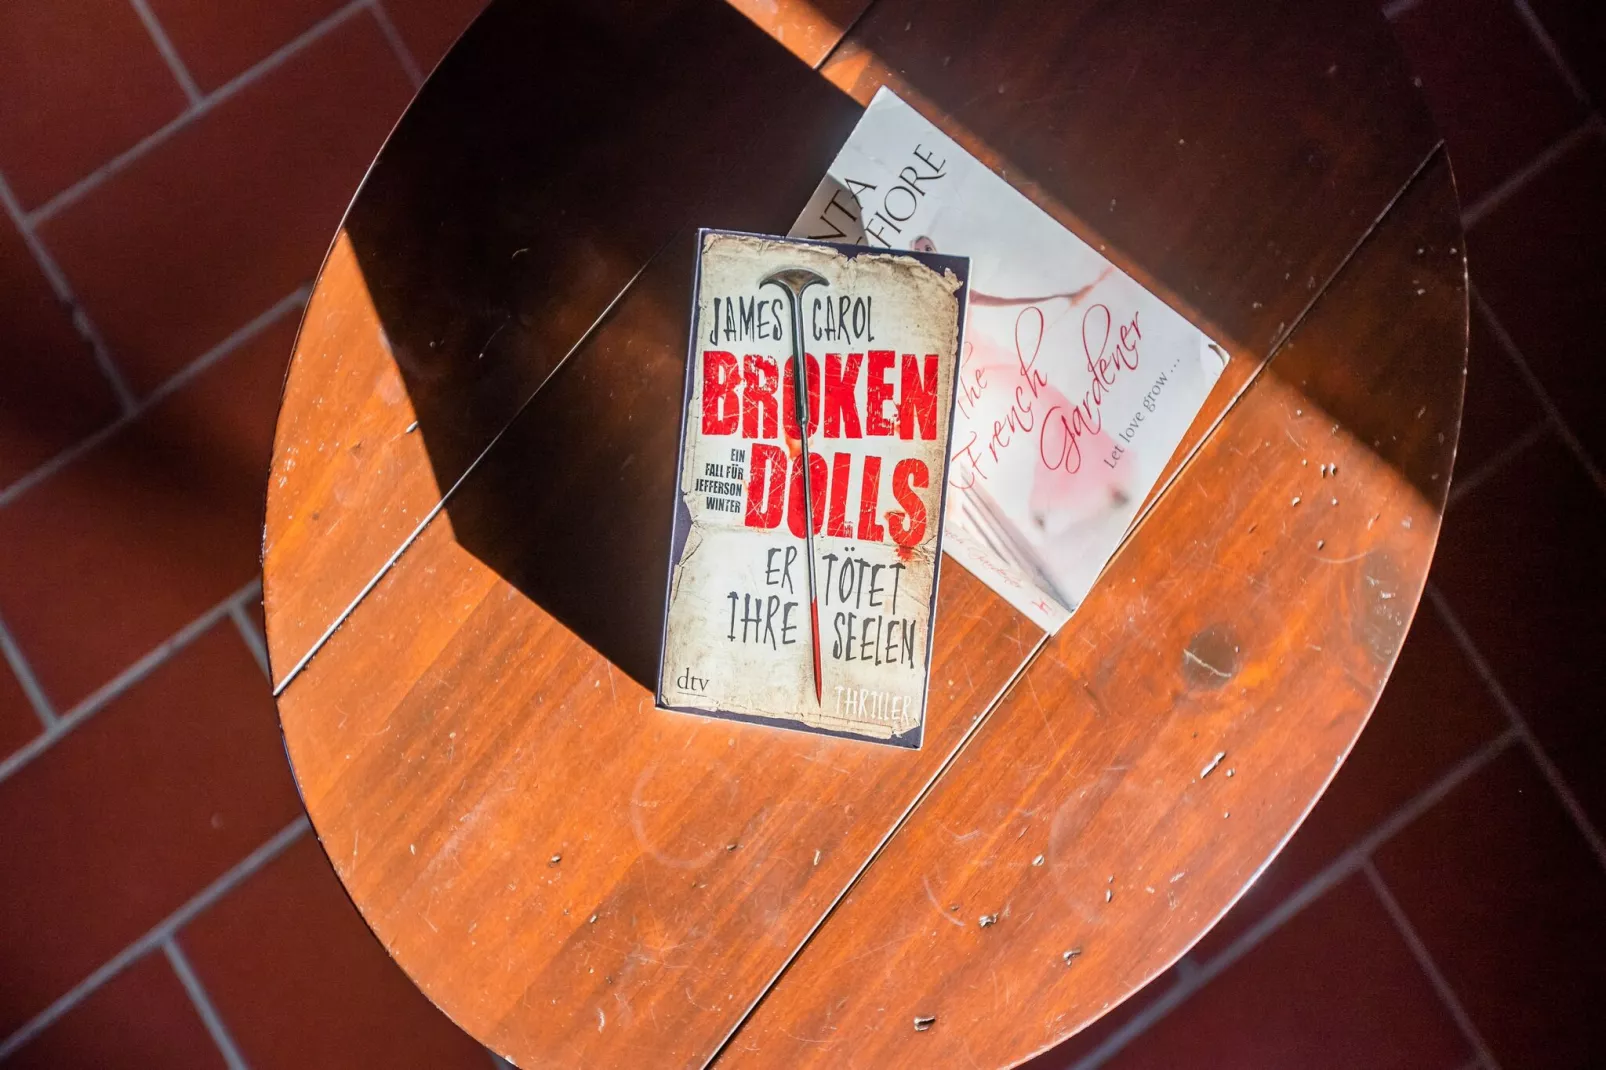 JAMES CAROL
BROKEN
DOLLS
EIN
FALL FÜR
JEFFERSON
WINTER
ER TÖTET
IHRE SEELEN
dtv
THRILLER
NTA
FIORE
The
French
Gardener
Let love grow...